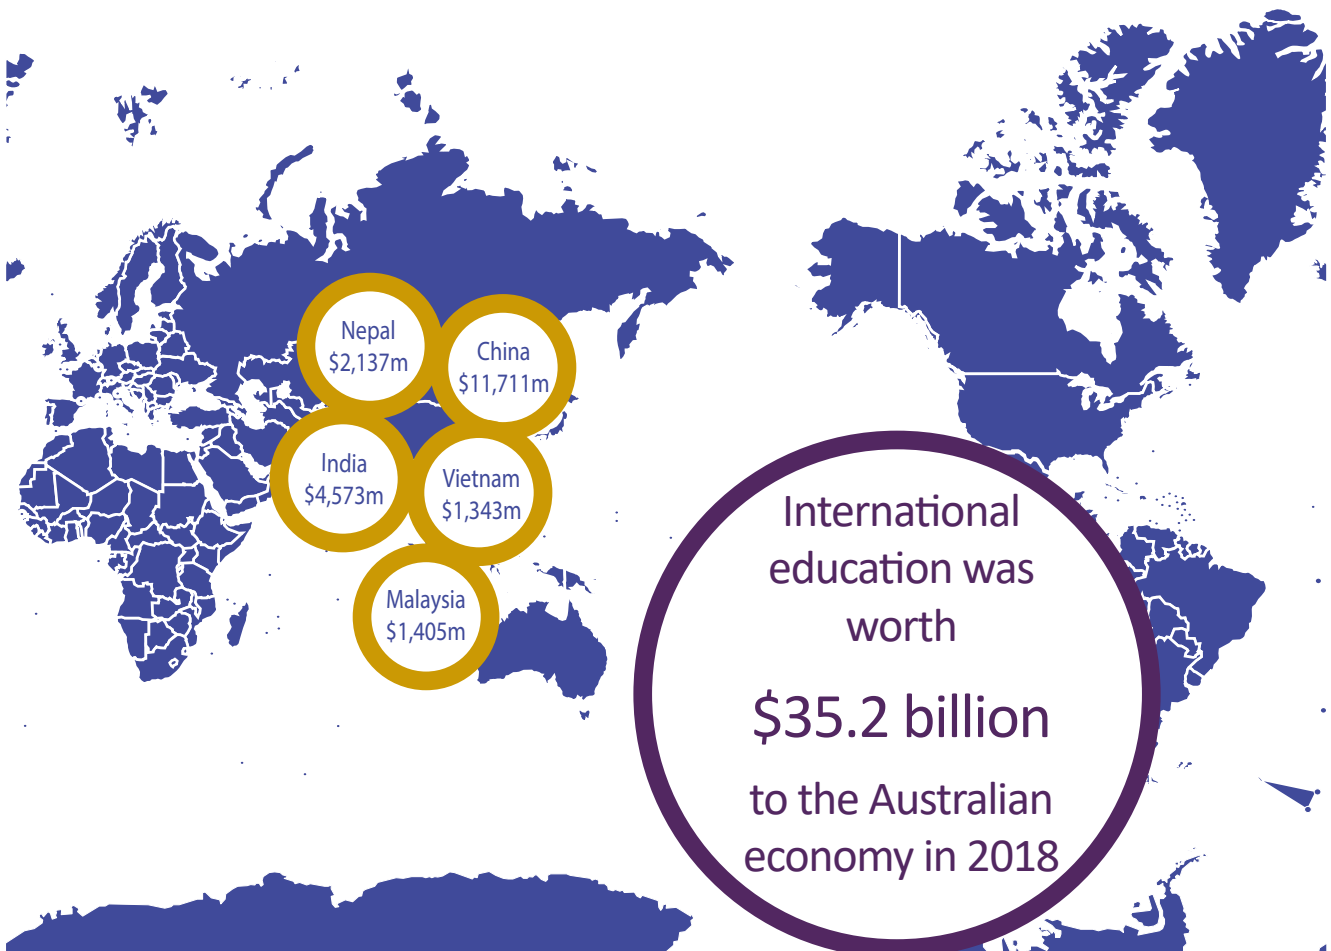 Nepal
$2,137m
China
$11,711m
India
$4,573m
Vietnam
$1,343m
Malaysia
$1,405m
International
education was
worth
$35.2 billion
to the Australian
economy in 2018